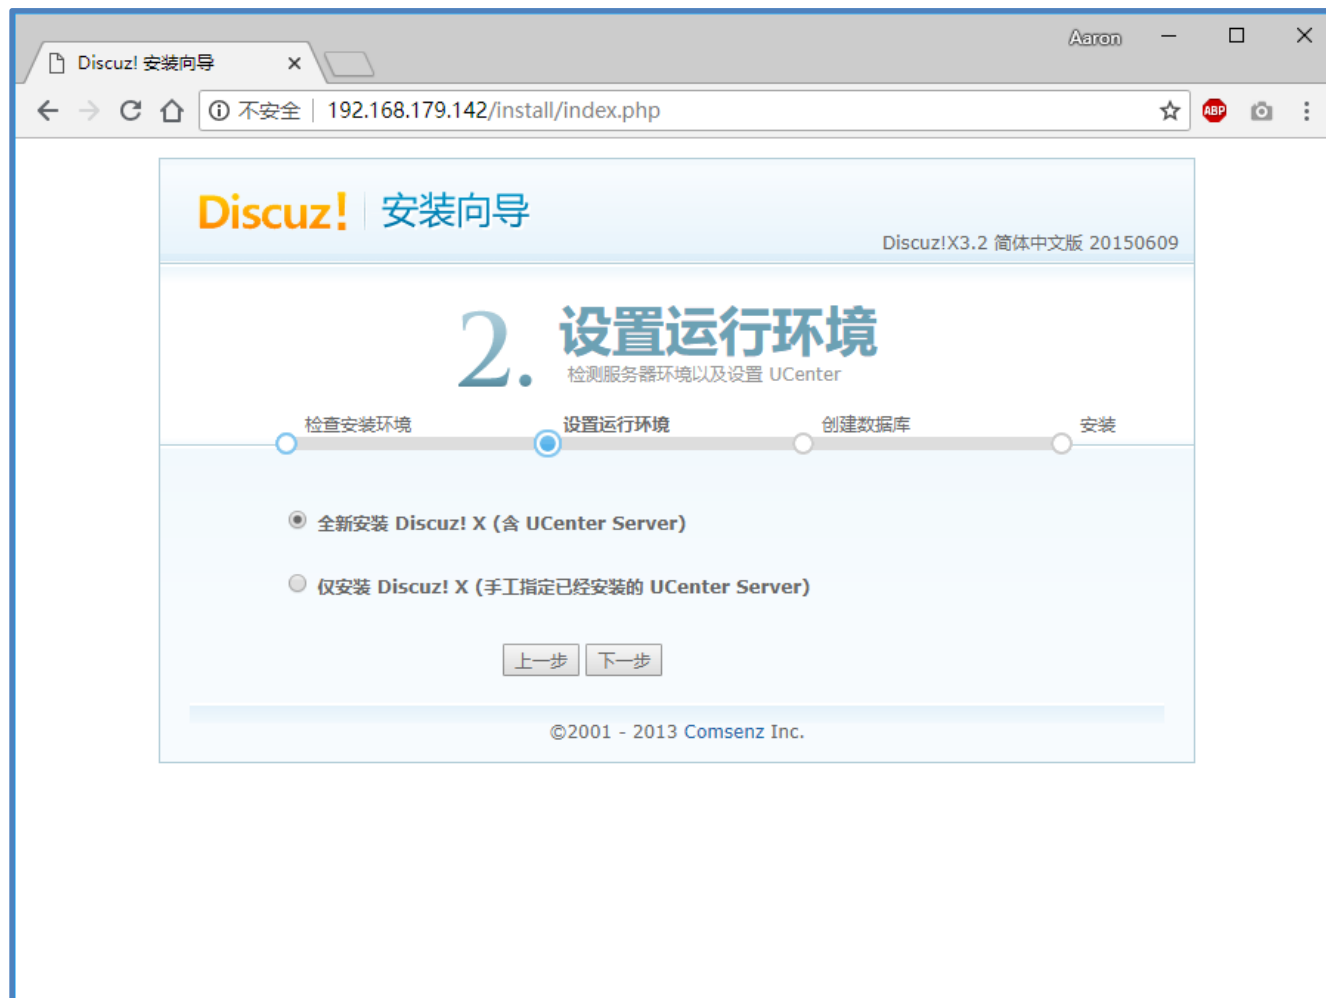 Aaron
Discuz! 安装向导
不安全 192.168.179.142/install/index.php
ABP
Discuz! 安装向导
Discuz!X3.2 简体中文版 20150609
2. 设置运行环境
检测服务器环境以及设置 UCenter
检查安装环境 设置运行环境 创建数据库 安装
全新安装 Discuz! X (含 UCenter Server)
仅安装 Discuz! X (手工指定已经安装的 UCenter Server)
上一步 下一步
©2001 - 2013 Comsenz Inc.